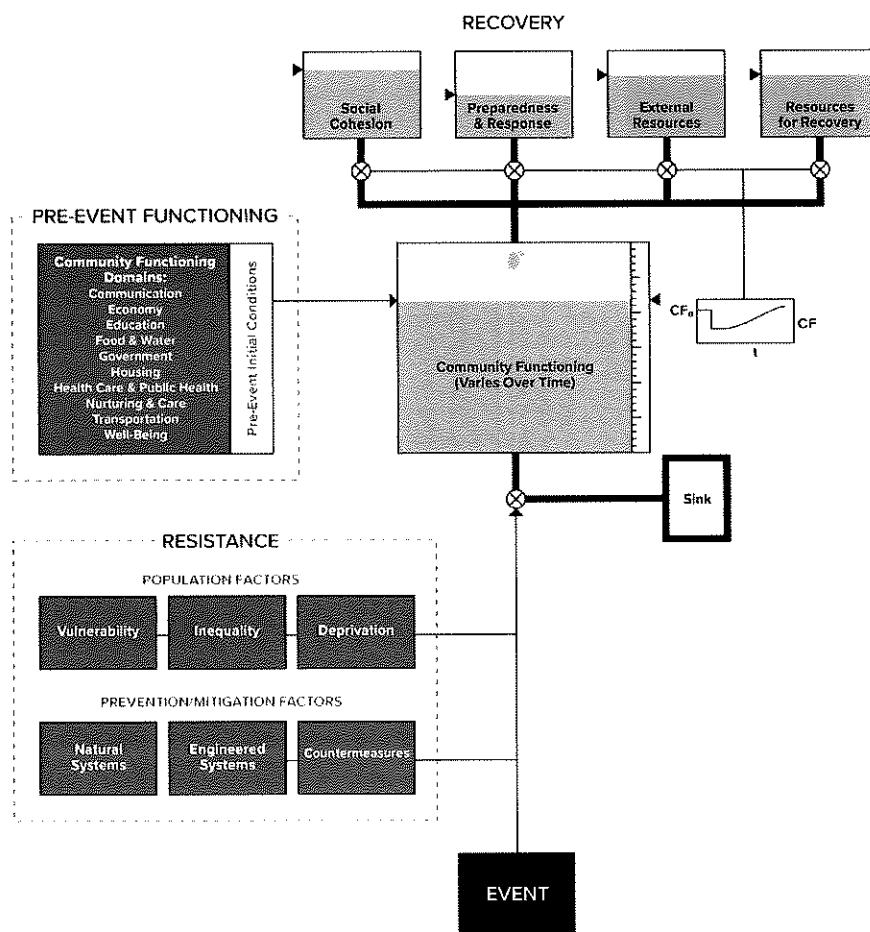 RECOVERY
Social
Cohesion
Preparedness
& Response
External
Resources
Resources
for Recovery
PRE-EVENT FUNCTIONING
Community Functioning
Domains:
Communication
Economy
Education
Food & Water
Government
Housing
Health Care & Public Health
Nurturing & Care
Transportation
Well-Being
Pre-Event Initial Conditions
Community Functioning
(Varies Over Time)
CF₀
CF
t
Sink
RESISTANCE
POPULATION FACTORS
Vulnerability
Inequality
Deprivation
PREVENTION/MITIGATION FACTORS
Natural
Systems
Engineered
Systems
Countermeasures
EVENT